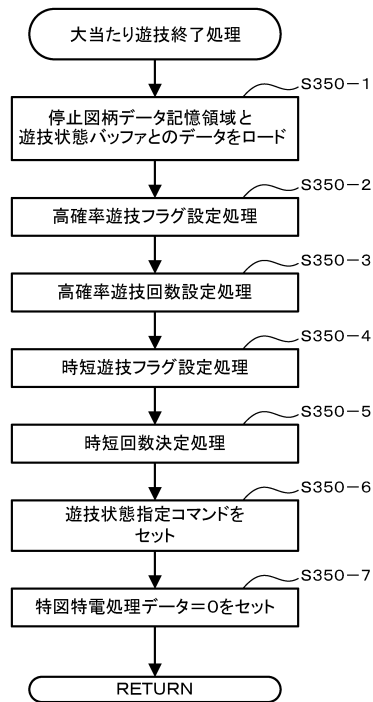 大当たり遊技終了処理
S350-1
停止図柄データ記憶領域と
遊技状態バッファとのデータをロード
S350-2
高確率遊技フラグ設定処理
S350-3
高確率遊技回数設定処理
S350-4
時短遊技フラグ設定処理
S350-5
時短回数決定処理
S350-6
遊技状態指定コマンドを
セット
S350-7
特図特電処理データ=0をセット
RETURN